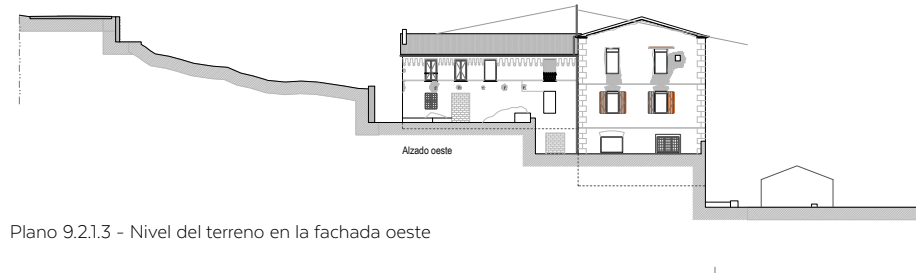 Alzado oeste
Plano 9.2.1.3 - Nivel del terreno en la fachada oeste